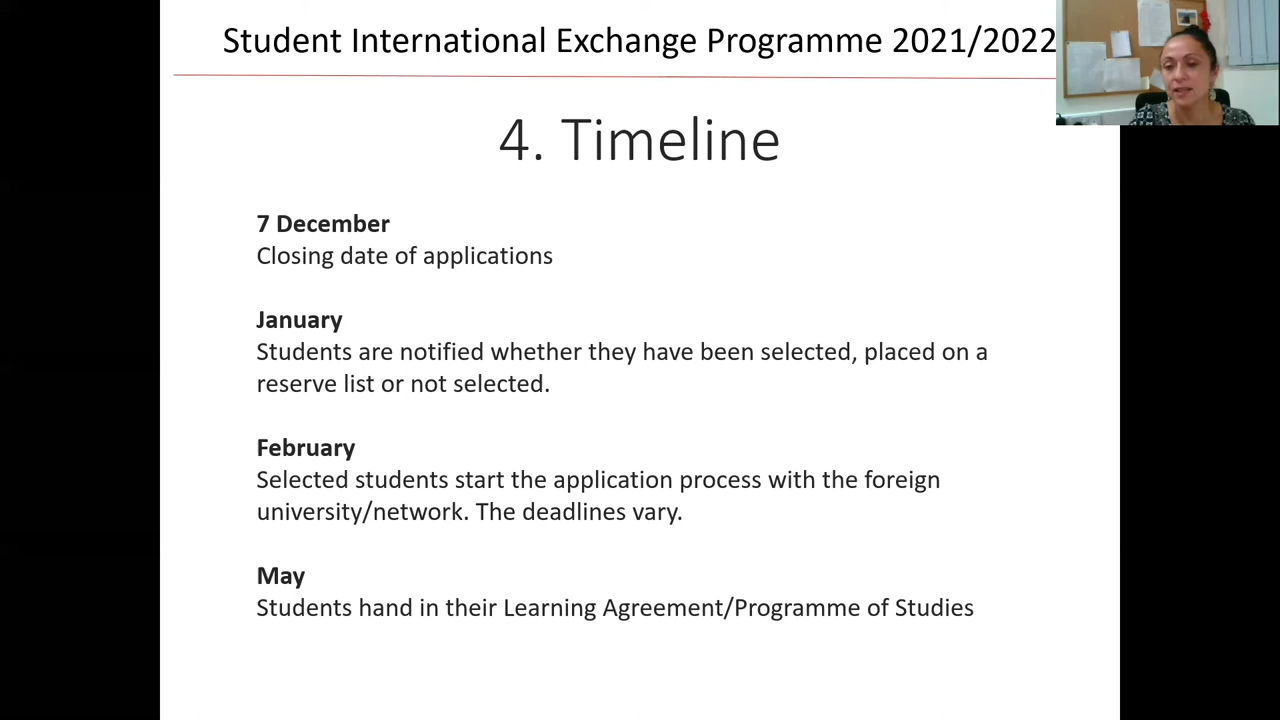 Student International Exchange Programme 2021/2022
4. Timeline
7 December
Closing date of applications
January
Students are notified whether they have been selected, placed on a
reserve list or not selected.
February
Selected students start the application process with the foreign
university/network. The deadlines vary.
May
Students hand in their Learning Agreement/Programme of Studies